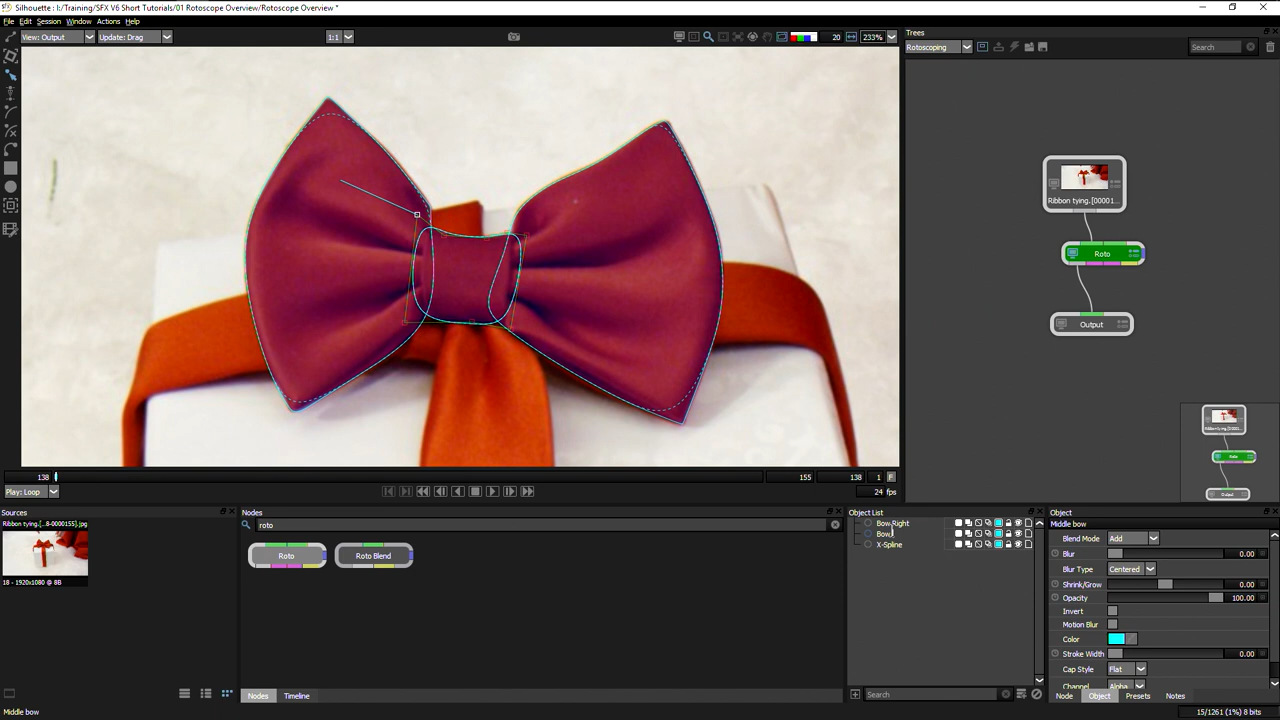 Silhouette : I:/Training/SFX V6 Short Tutorials/01 Rotoscope Overview/Rotoscope Overview *
File Edit Session Window Actions Help
View: Output Update: Drag 1:1 20 233%
Trees
Rotoscoping Search
Ribbon tying.[00001...
Roto
Output
Roto
Output
138 155 138 1 F
Play: Loop 24 fps
Sources
Ribbon tying.[...8-0000155].jpg
18 - 1920x1080 @ 8B
Nodes
roto
Roto Roto Blend
Nodes Timeline
Object List
Bow Right
X-Spline
Search
Object
Middle bow
Blend Mode Add
Blur 0.00
Blur Type Centered
Shrink/Grow 0.00
Opacity 100.00
Invert
Motion Blur
Color
Stroke Width 0.00
Cap Style Flat
Channel Alpha
Node Object Presets Notes
Middle bow
15/1261 (1%) 8 bits